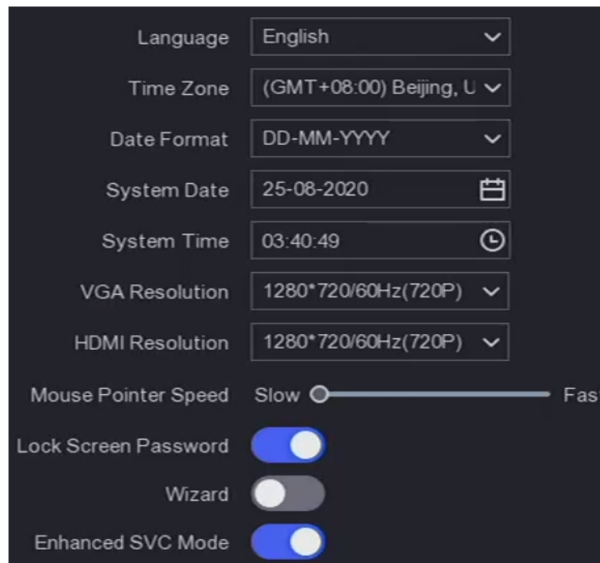 Language English
Time Zone (GMT+08:00) Beijing, U
Date Format DD-MM-YYYY
System Date 25-08-2020
System Time 03:40:49
VGA Resolution 1280*720/60Hz(720P)
HDMI Resolution 1280*720/60Hz(720P)
Mouse Pointer Speed Slow Fast
Lock Screen Password
Wizard
Enhanced SVC Mode